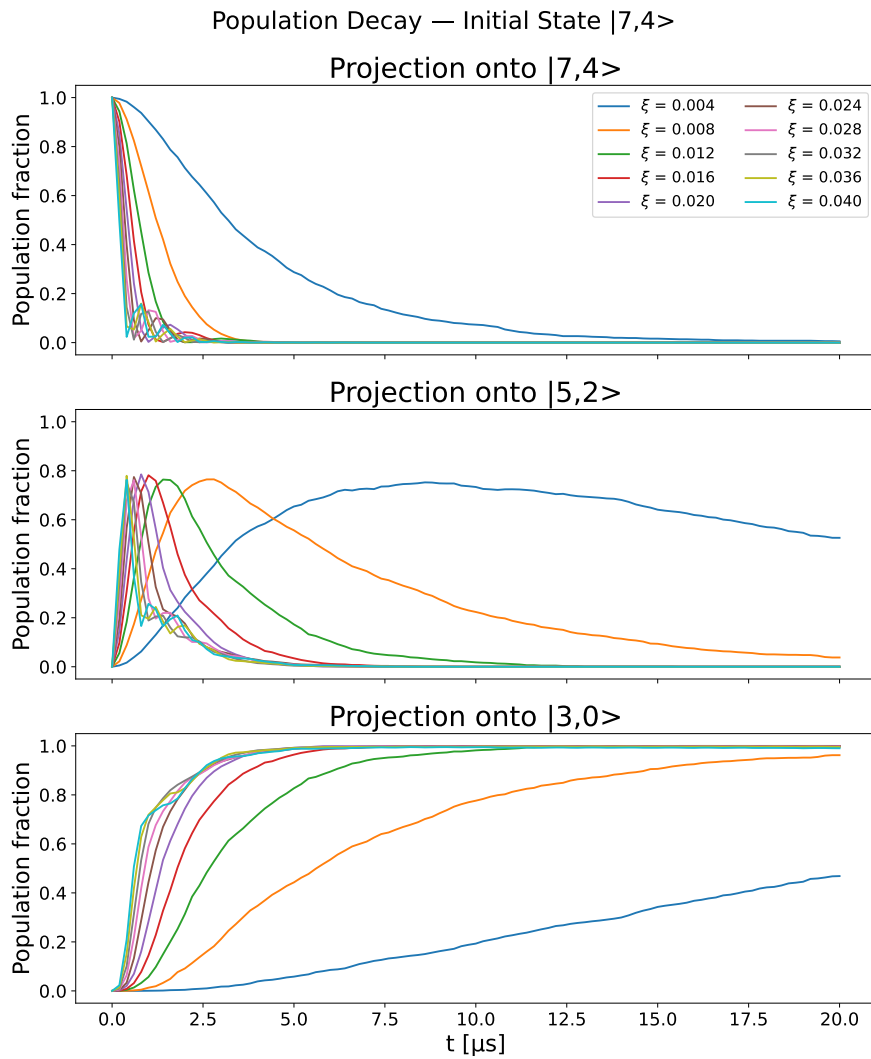 Population Decay — Initial State |7,4>
Projection onto |7,4>
Population fraction
1.0
0.8
0.6
0.4
0.2
0.0
ξ = 0.004
ξ = 0.008
ξ = 0.012
ξ = 0.016
ξ = 0.020
ξ = 0.024
ξ = 0.028
ξ = 0.032
ξ = 0.036
ξ = 0.040
Projection onto |5,2>
Population fraction
1.0
0.8
0.6
0.4
0.2
0.0
Projection onto |3,0>
Population fraction
1.0
0.8
0.6
0.4
0.2
0.0
0.0 2.5 5.0 7.5 10.0 12.5 15.0 17.5 20.0
t [μs]